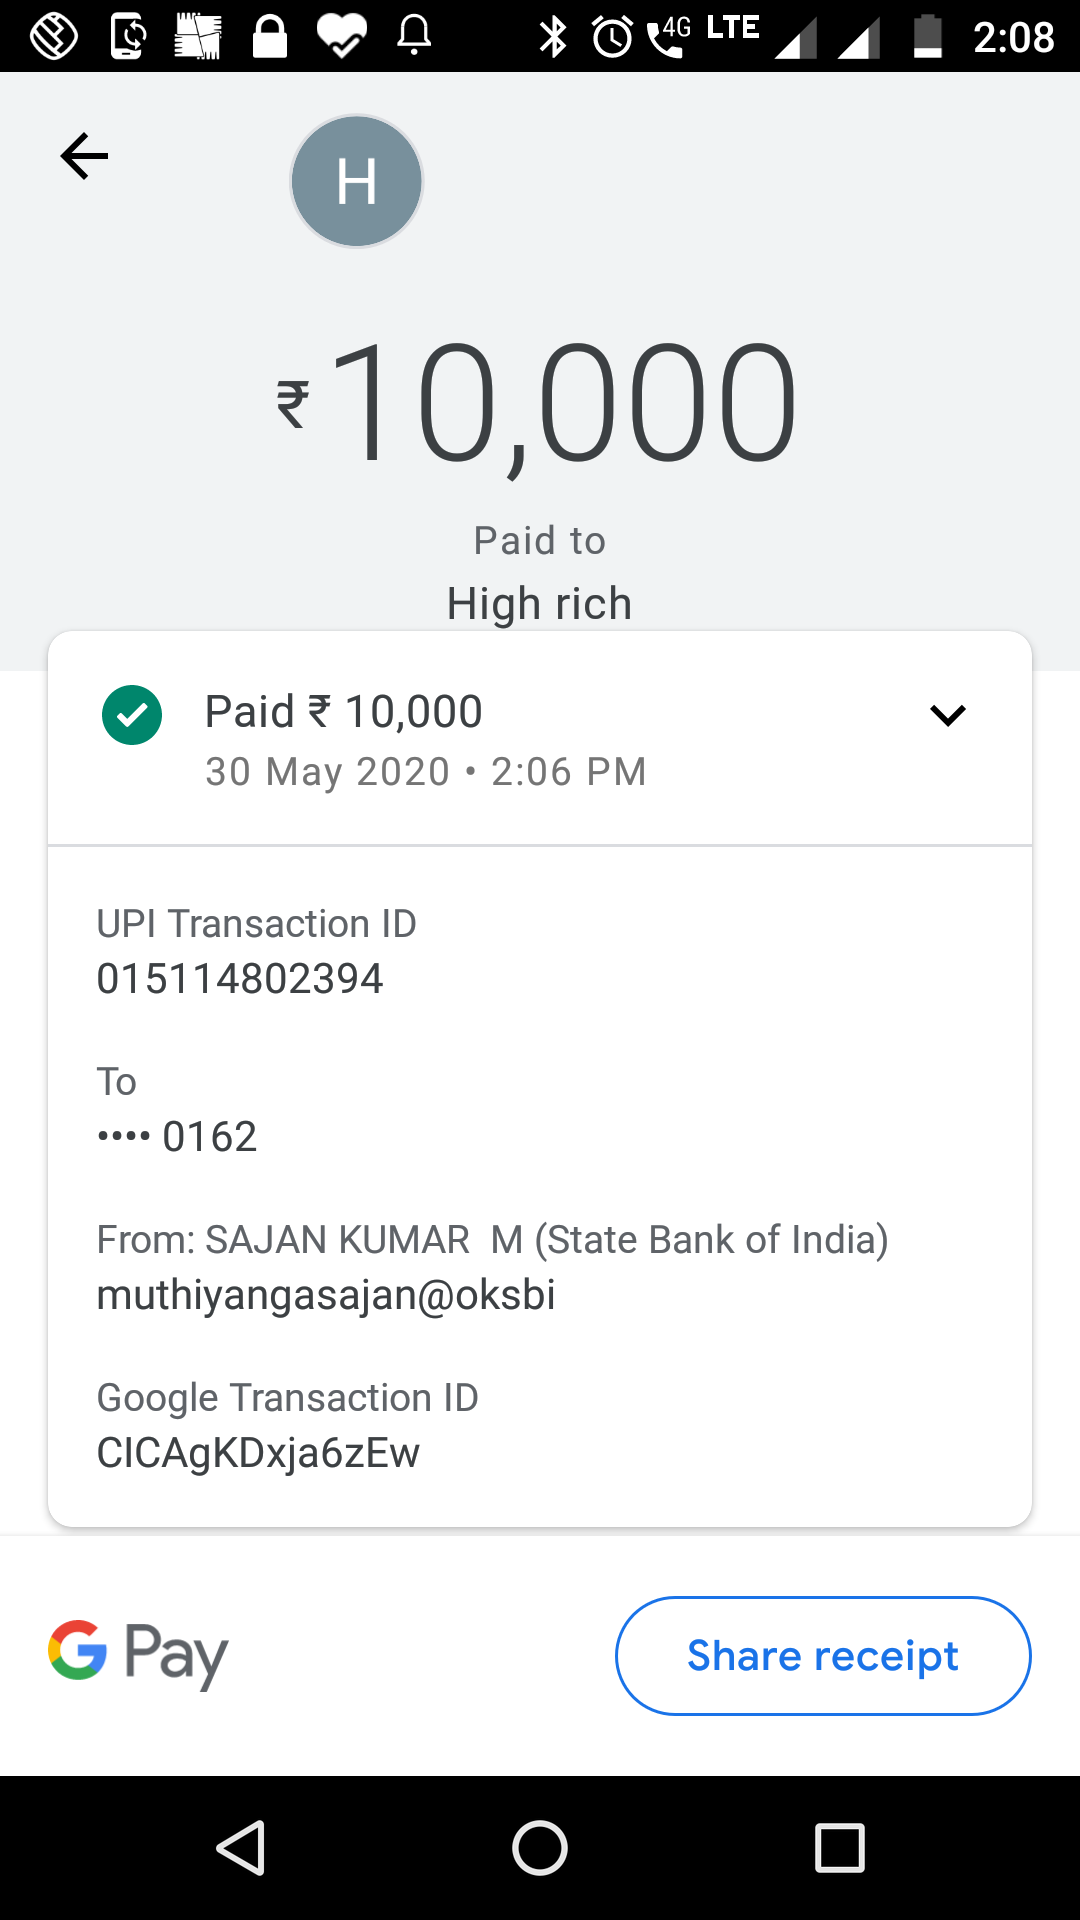 4G LTE 2:08
H
₹10,000
Paid to
High rich
Paid ₹ 10,000
30 May 2020 • 2:06 PM
UPI Transaction ID
015114802394
To
•••• 0162
From: SAJAN KUMAR  M (State Bank of India)
muthiyangasajan@oksbi
Google Transaction ID
CICAgKDxja6zEw
G Pay
Share receipt